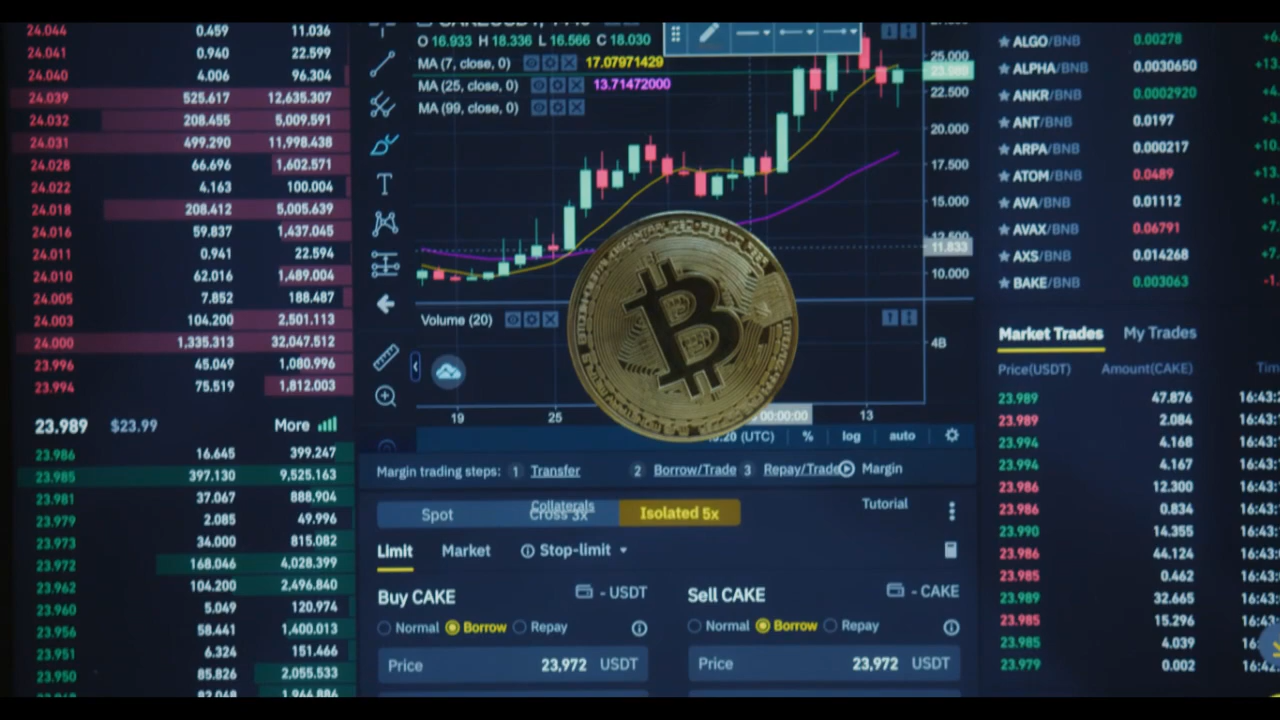 24.044 0.459 11.036
24.041 0.940 22.599
24.040 4.006 96.304
24.039 525.617 12,635.307
24.032 208.455 5,009.591
24.031 499.290 11,998.438
24.028 66.696 1,602.571
24.022 4.163 100.004
24.018 208.412 5,005.639
24.016 59.837 1,437.045
24.011 0.941 22.594
24.010 62.016 1,489.004
24.005 7.852 188.487
24.003 104.200 2,501.113
24.000 1,335.313 32,047.512
23.996 45.049 1,080.996
23.994 75.519 1,812.003
23.989 $23.99 More
23.986 16.645 399.247
23.985 397.130 9,525.163
23.981 37.067 888.904
23.979 2.085 49.996
23.973 34.000 815.082
23.972 168.046 4,028.399
23.962 104.200 2,496.840
23.960 5.049 120.974
23.956 58.441 1,400.013
23.951 6.324 151.466
23.950 85.826 2,055.533
O 16.933 H 18.336 L 16.566 C 18.030
MA (7, close, 0) 17.07971429
MA (25, close, 0) 13.71472000
MA (99, close, 0)
25.000
22.500
20.000
17.500
15.000
11.833
10.000
Volume (20)
4B
19 25 00:00:00 13
(UTC) % log auto
Margin trading steps: 1 Transfer 2 Borrow/Trade 3 Repay/Trade Margin
Collaterals Tutorial
Spot Cross 3x Isolated 5x
Limit Market Stop-limit
Buy CAKE - USDT Sell CAKE - CAKE
Normal Borrow Repay Normal Borrow Repay
Price 23,972 USDT Price 23,972 USDT
ALGO/BNB 0.00278
ALPHA/BNB 0.0030650
ANKR/BNB 0.0002920
ANT/BNB 0.0197
ARPA/BNB 0.000217
ATOM/BNB 0.0489
AVA/BNB 0.01112
AVAX/BNB 0.06791
AXS/BNB 0.014268
BAKE/BNB 0.003063
Market Trades My Trades
Price(USDT) Amount(CAKE)
23.989 47.876
23.989 2.084
23.994 4.168
23.994 4.167
23.986 12.300
23.986 0.834
23.990 14.355
23.986 44.124
23.985 0.462
23.989 32.665
23.985 15.296
23.985 4.039
23.979 0.002